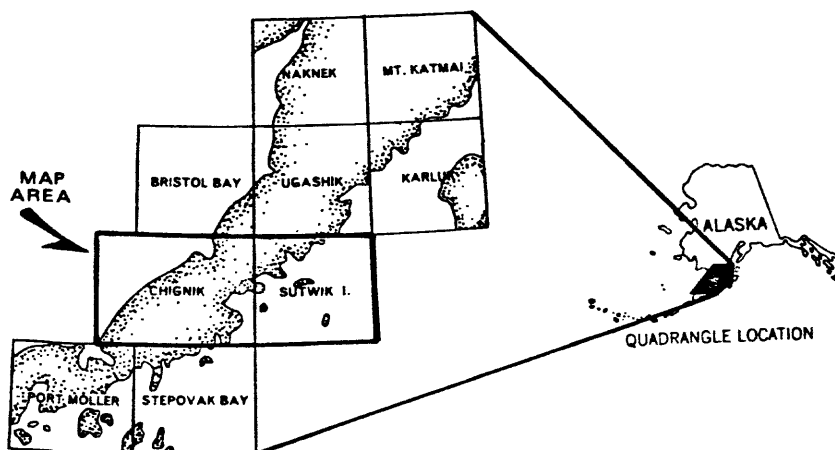 NAKNEK
MT. KATMAI
MAP
AREA
BRISTOL BAY
UGASHIK
KARLUK
ALASKA
CHIGNIK
SUTWIK I.
QUADRANGLE LOCATION
PORT MOLLER
STEPOVAK BAY